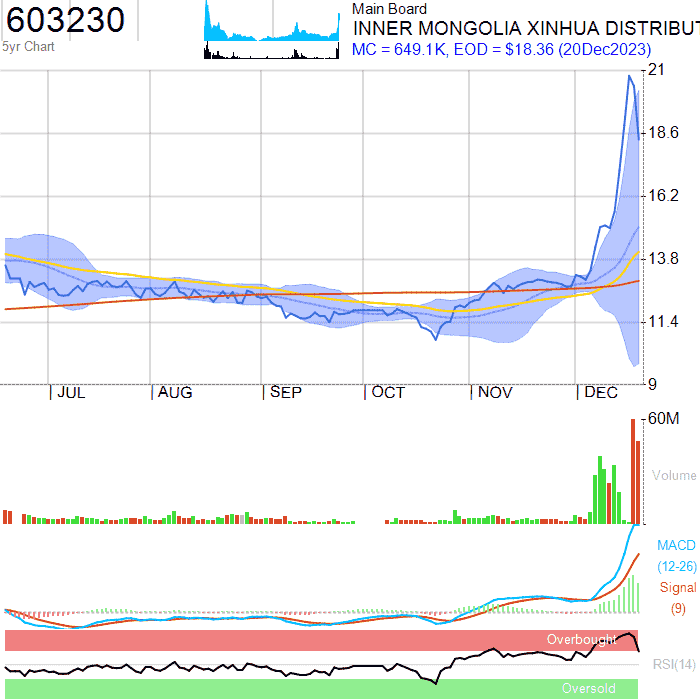 603230
5yr Chart
Main Board
INNER MONGOLIA XINHUA DISTRIBUT
MC = 649.1K, EOD = $18.36 (20Dec2023)
21
18.6
16.2
13.8
11.4
9
JUL AUG SEP OCT NOV DEC
60M
Volume
MACD
(12-26)
Signal
(9)
Overbought
RSI(14)
Oversold